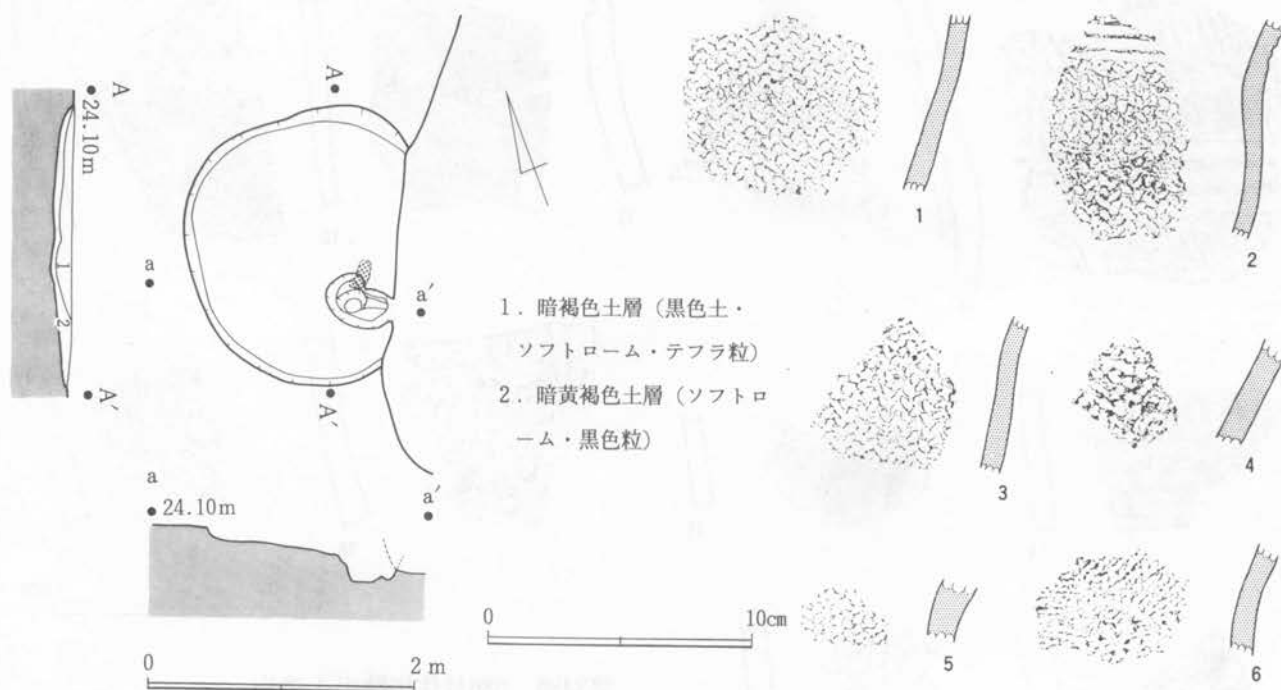 A
24.10m
A′
1
2
A
A′
a
a′
1．暗褐色土層（黒色土・
ソフトローム・テフラ粒）
2．暗黄褐色土層（ソフトロ
ーム・黒色粒）
a
24.10m
a′
0 2 m
0 10cm
1
2
3
4
5
6